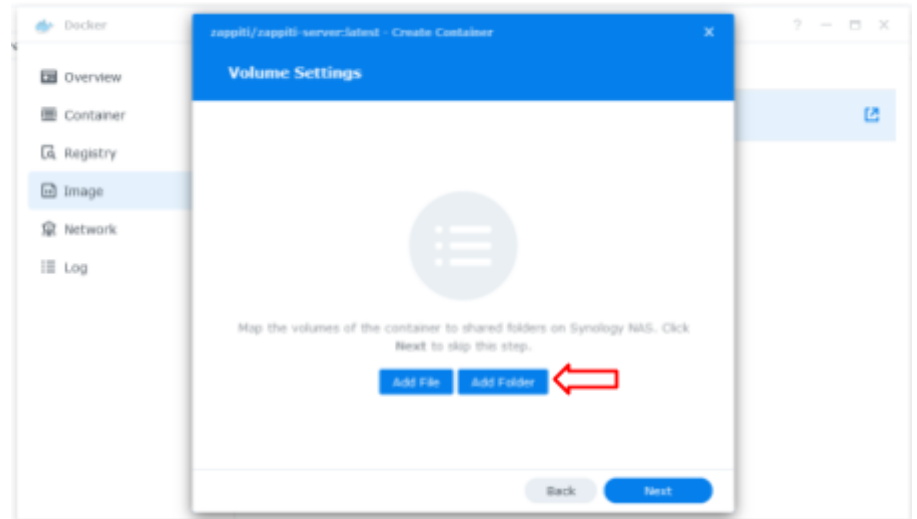 Docker
zappiti/zappiti-server:latest - Create Container
Volume Settings
Overview
Container
Registry
Image
Network
Log
Map the volumes of the container to shared folders on Synology NAS. Click
Next to skip this step.
Add File
Add Folder
Back
Next